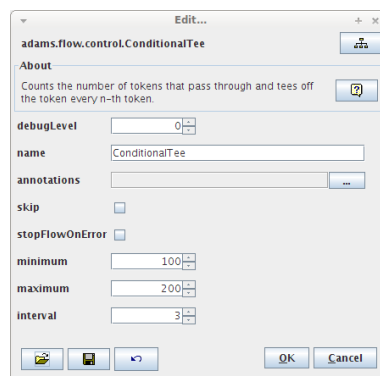 Edit...
adams.flow.control.ConditionalTee
About
Counts the number of tokens that pass through and tees off
the token every n-th token.
debugLevel 0
name ConditionalTee
annotations ...
skip
stopFlowOnError
minimum 100
maximum 200
interval 3
OK Cancel